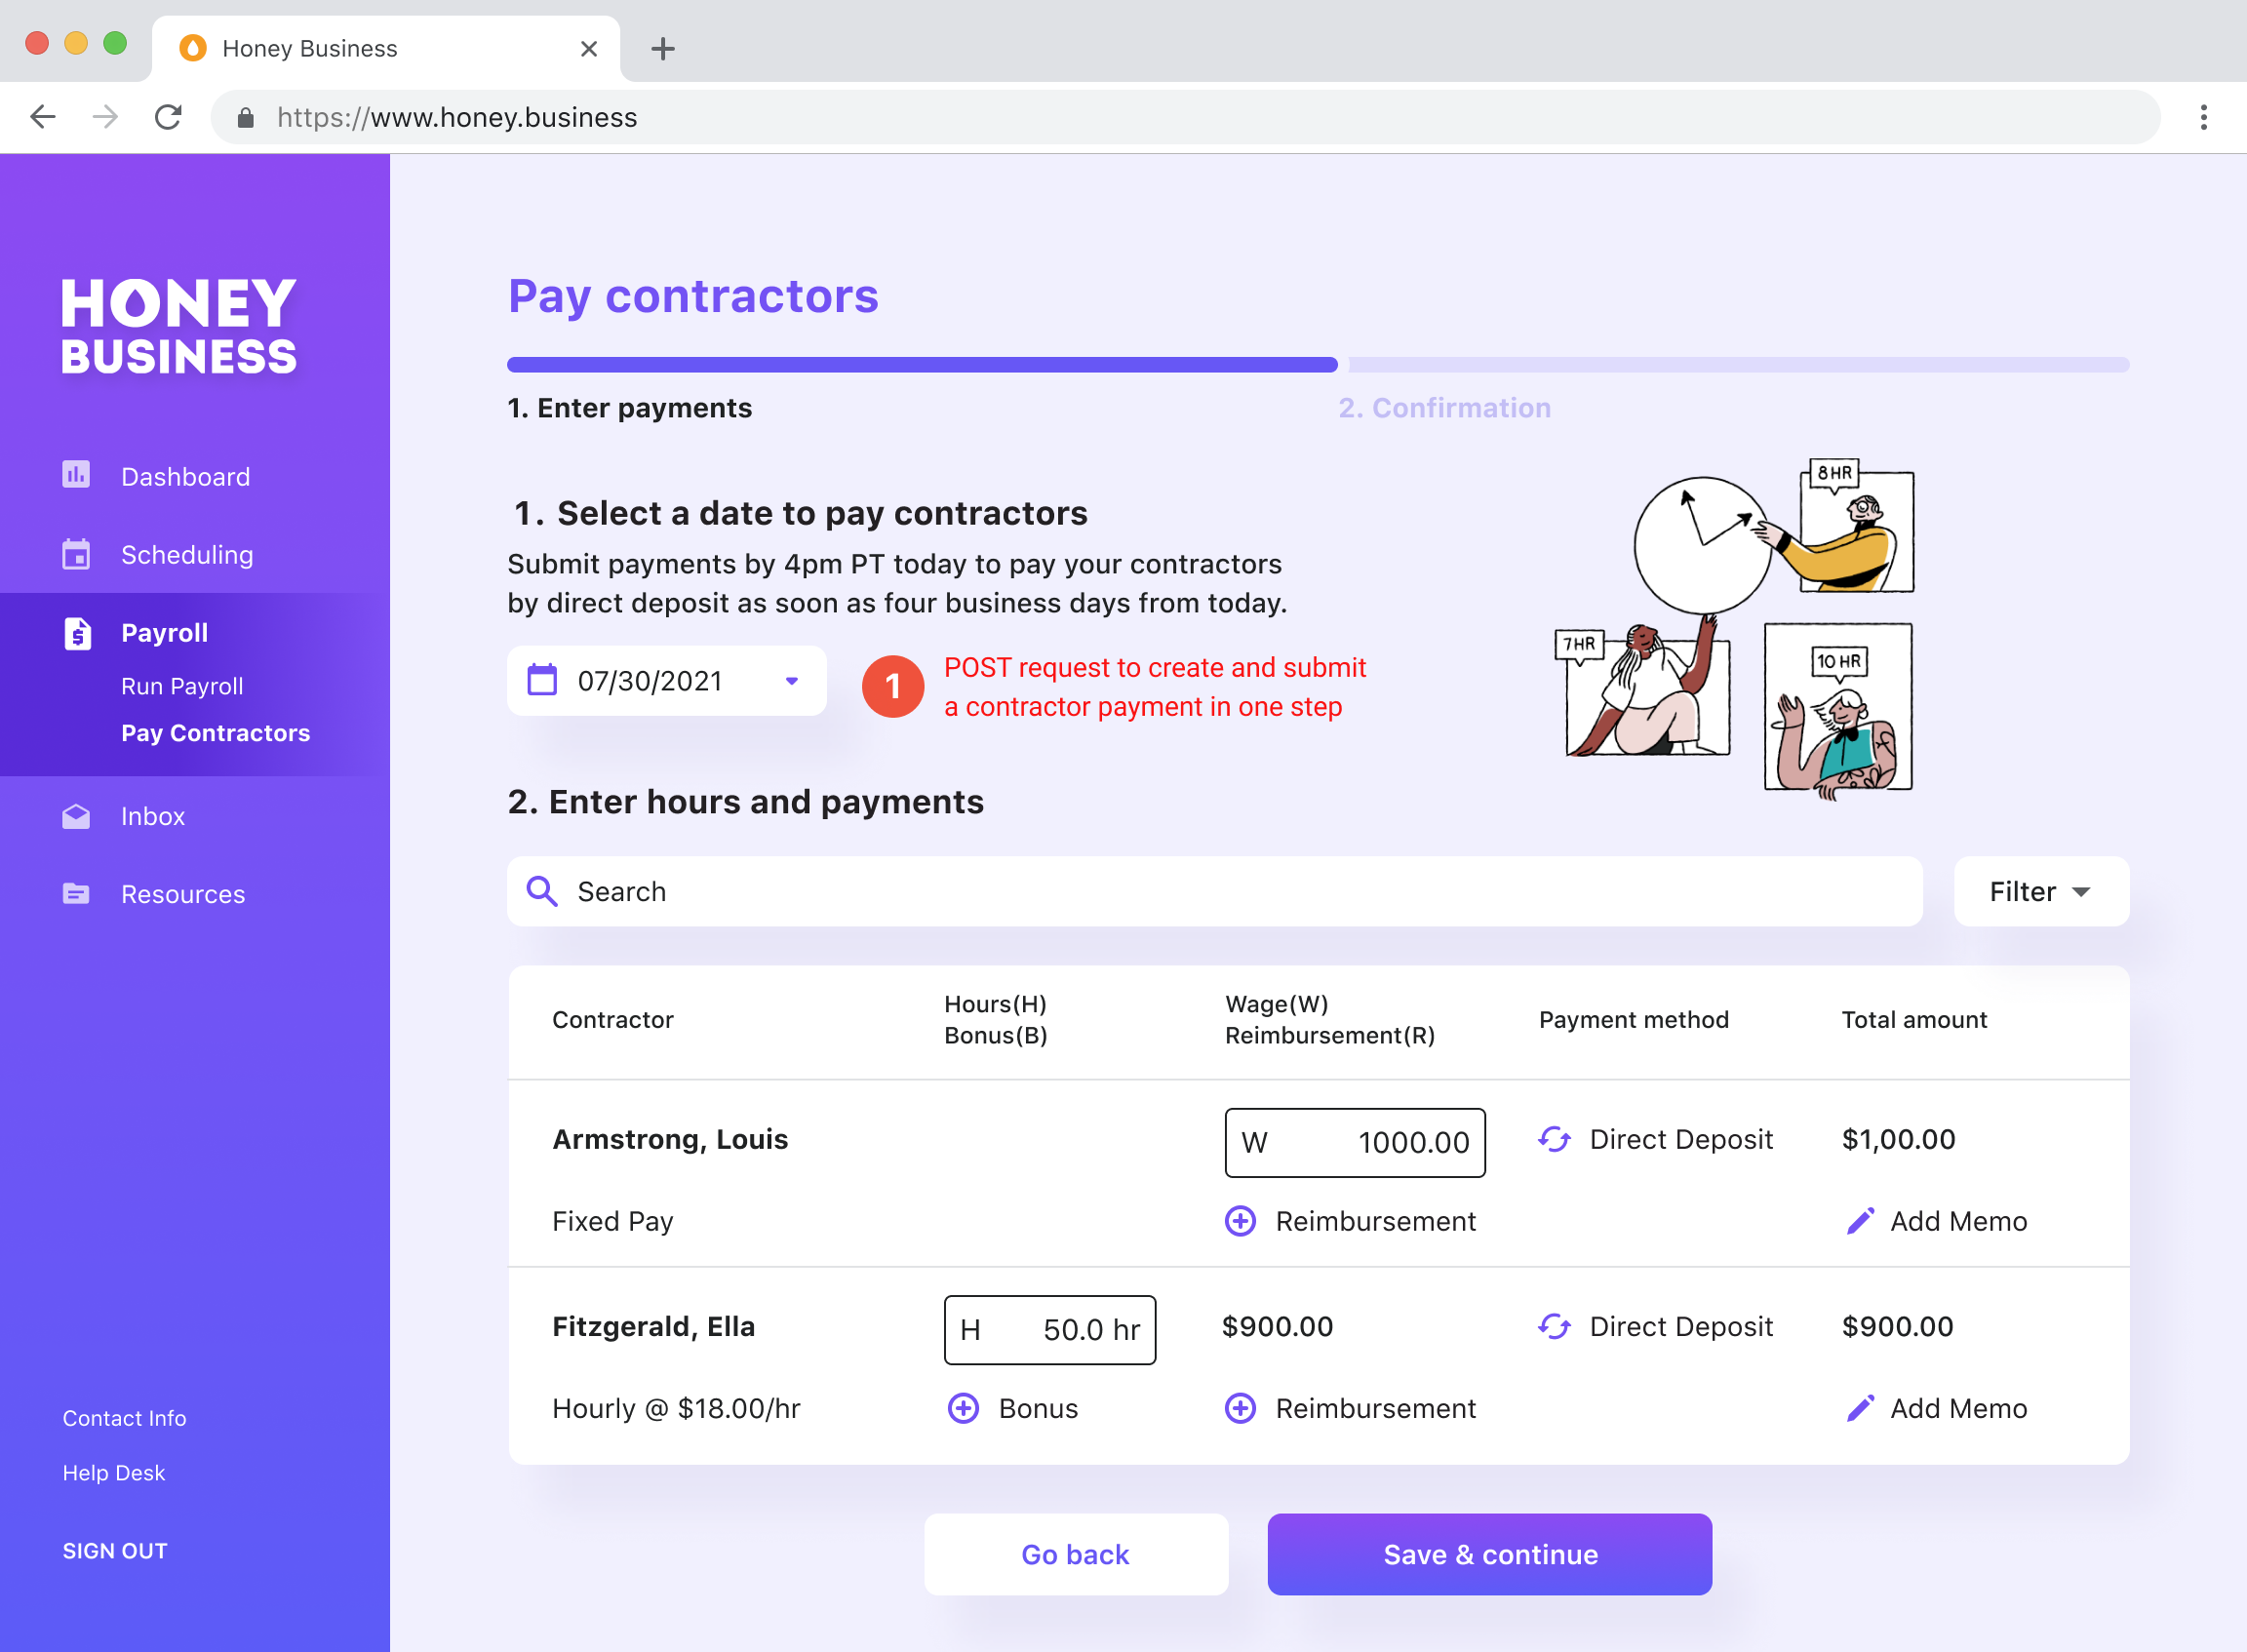 Honey Business
https://www.honey.business
HONEY
BUSINESS
Dashboard
Scheduling
Payroll
Run Payroll
Pay Contractors
Inbox
Resources
Contact Info
Help Desk
SIGN OUT
Pay contractors
1. Enter payments
2. Confirmation
1. Select a date to pay contractors
Submit payments by 4pm PT today to pay your contractors
by direct deposit as soon as four business days from today.
07/30/2021
1
POST request to create and submit
a contractor payment in one step
8 HR
7 HR
10 HR
2. Enter hours and payments
Search
Filter
Contractor
Hours(H)
Bonus(B)
Wage(W)
Reimbursement(R)
Payment method
Total amount
Armstrong, Louis
W 1000.00
Direct Deposit
$1,00.00
Fixed Pay
Reimbursement
Add Memo
Fitzgerald, Ella
H 50.0 hr
$900.00
Direct Deposit
$900.00
Hourly @ $18.00/hr
Bonus
Reimbursement
Add Memo
Go back
Save & continue